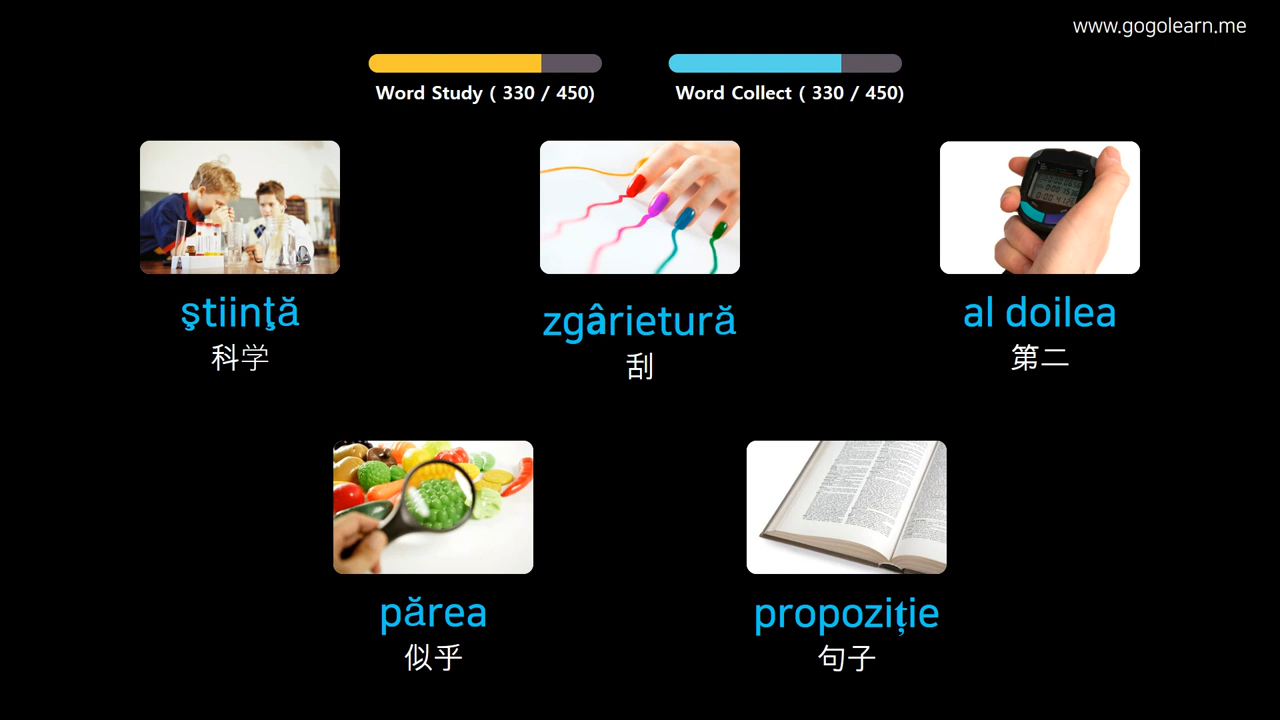 www.gogolearn.me
Word Study ( 330 / 450)
Word Collect ( 330 / 450)
ştiinţă
科学
zgârietură
刮
al doilea
第二
părea
似乎
propoziție
句子